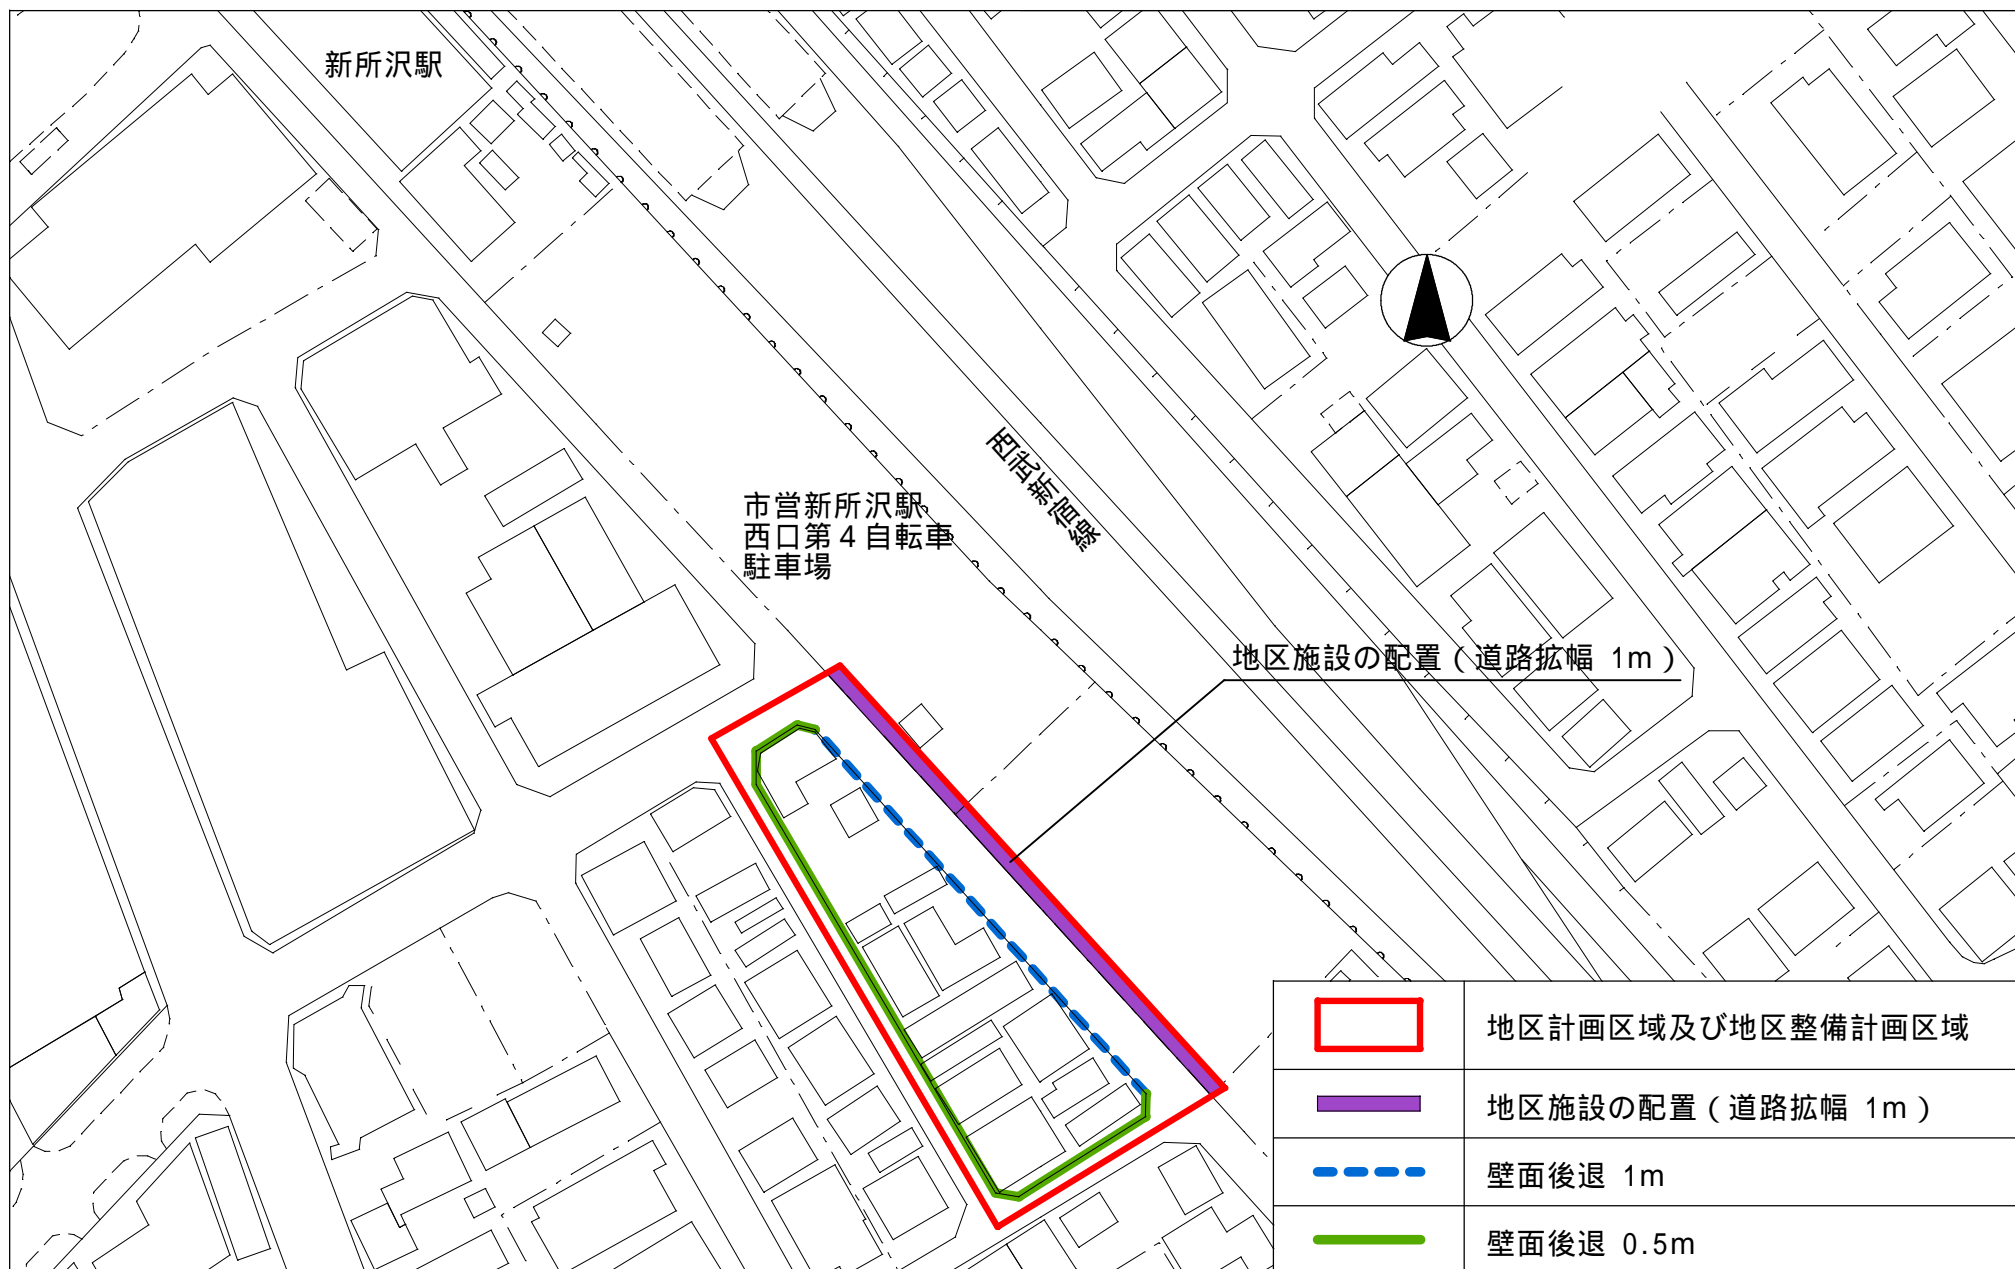 新所沢駅
西武新宿線
市営新所沢駅
西口第４自転車
駐車場
地区施設の配置（道路拡幅 1m）
地区計画区域及び地区整備計画区域
地区施設の配置（道路拡幅 1m）
壁面後退 1m
壁面後退 0.5m